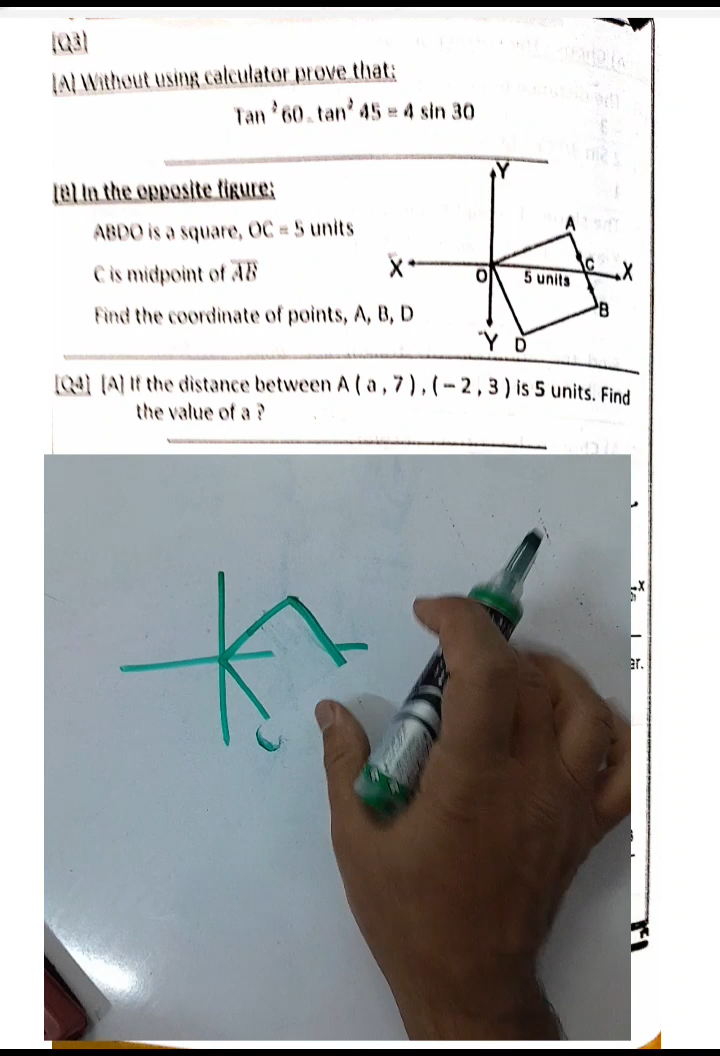 [Q3]
[A] Without using calculator prove that:
Tan ² 60 - tan² 45 = 4 sin 30
[B] In the opposite figure:
ABDO is a square, OC = 5 units
C is midpoint of AB
Find the coordinate of points, A, B, D
Y
A
C
X
X
O
5 units
B
Y D
[Q4] [A] If the distance between A ( a , 7 ) , ( – 2 , 3 ) is 5 units. Find
the value of a ?
X
er.